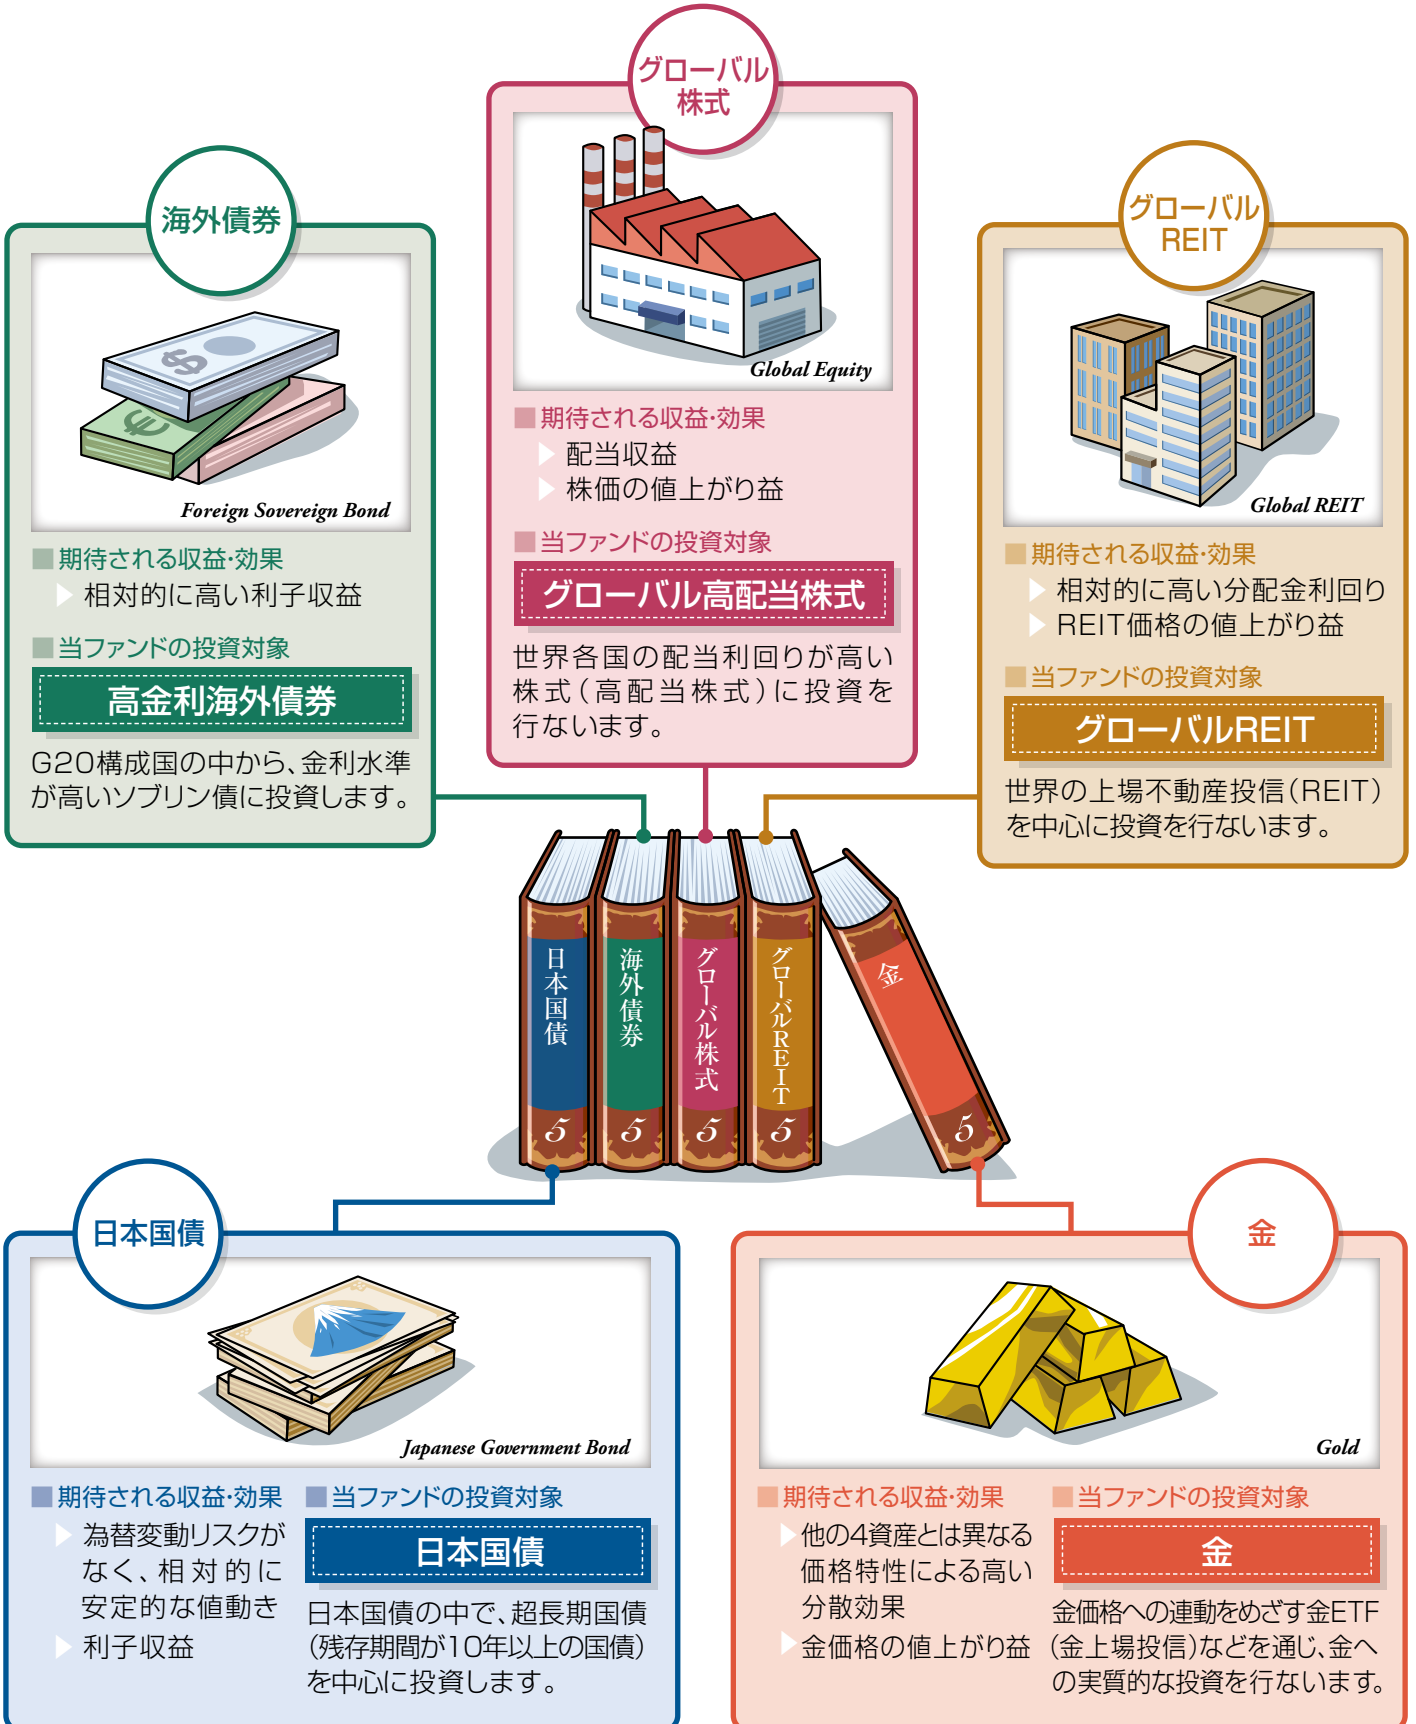 グローバル
株式
Global Equity
■期待される収益・効果
▶配当収益
▶株価の値上がり益
■当ファンドの投資対象
グローバル高配当株式
世界各国の配当利回りが高い
株式(高配当株式)に投資を
行ないます。
海外債券
Foreign Sovereign Bond
■期待される収益・効果
▶相対的に高い利子収益
■当ファンドの投資対象
高金利海外債券
G20構成国の中から、金利水準
が高いソブリン債に投資します。
グローバル
REIT
Global REIT
■期待される収益・効果
▶相対的に高い分配金利回り
▶REIT価格の値上がり益
■当ファンドの投資対象
グローバルREIT
世界の上場不動産投信(REIT)
を中心に投資を行ないます。
日本国債
5
海外債券
5
グローバル株式
5
グローバルREIT
5
金
5
日本国債
Japanese Government Bond
■期待される収益・効果
▶為替変動リスクが
なく、相対的に
安定的な値動き
▶利子収益
■当ファンドの投資対象
日本国債
日本国債の中で、超長期国債
(残存期間が10年以上の国債)
を中心に投資します。
金
Gold
■期待される収益・効果
▶他の4資産とは異なる
価格特性による高い
分散効果
▶金価格の値上がり益
■当ファンドの投資対象
金
金価格への連動をめざす金ETF
(金上場投信)などを通じ、金へ
の実質的な投資を行ないます。